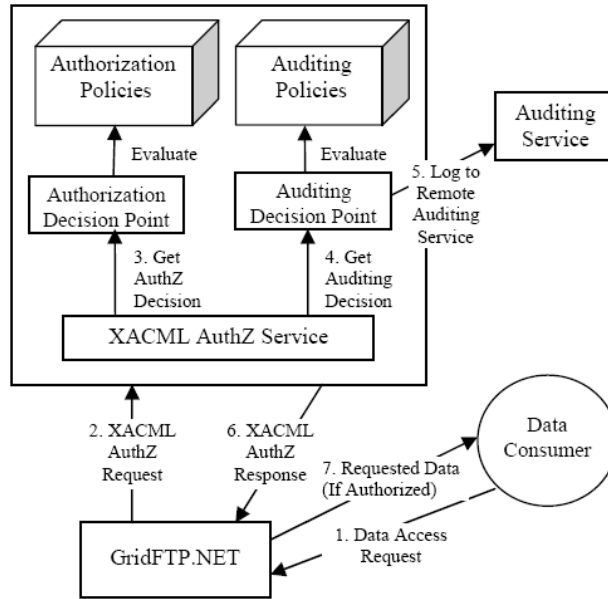 Authorization
Policies
Auditing
Policies
Auditing
Service
Evaluate
Evaluate
5. Log to
Remote
Auditing
Service
Authorization
Decision Point
Auditing
Decision Point
3. Get
AuthZ
Decision
4. Get
Auditing
Decision
XACML AuthZ Service
2. XACML
AuthZ
Request
6. XACML
AuthZ
Response
7. Requested Data
(If Authorized)
Data
Consumer
1. Data Access
Request
GridFTP.NET